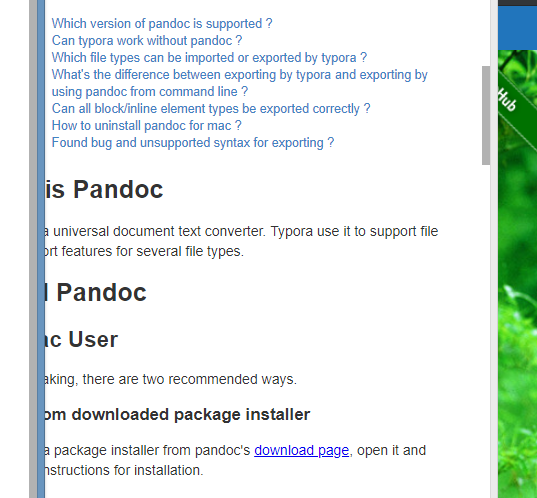 Which version of pandoc is supported ?
Can typora work without pandoc ?
Which file types can be imported or exported by typora ?
What's the difference between exporting by typora and exporting by
using pandoc from command line ?
Can all block/inline element types be exported correctly ?
How to uninstall pandoc for mac ?
Found bug and unsupported syntax for exporting ?
is Pandoc
a universal document text converter. Typora use it to support file
ort features for several file types.
Pandoc
ac User
aking, there are two recommended ways.
om downloaded package installer
a package installer from pandoc's download page, open it and
nstructions for installation.
Hub